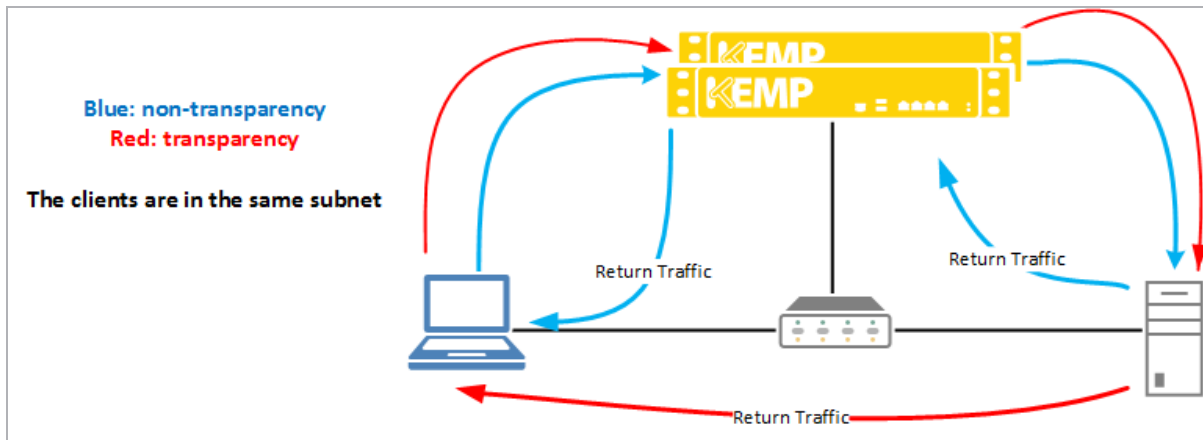 KEMP
KEMP
Blue: non-transparency
Red: transparency
The clients are in the same subnet
Return Traffic
Return Traffic
Return Traffic